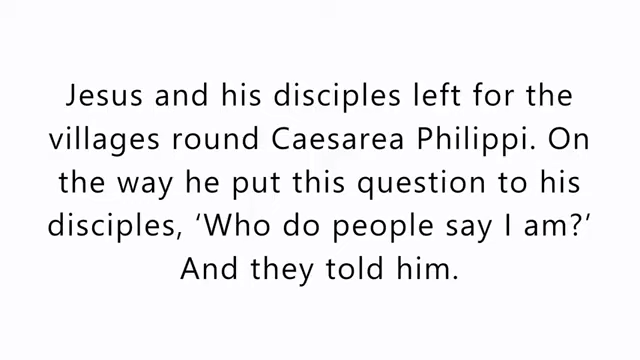 Jesus and his disciples left for the
villages round Caesarea Philippi. On
the way he put this question to his
disciples, ‘Who do people say I am?’
And they told him.